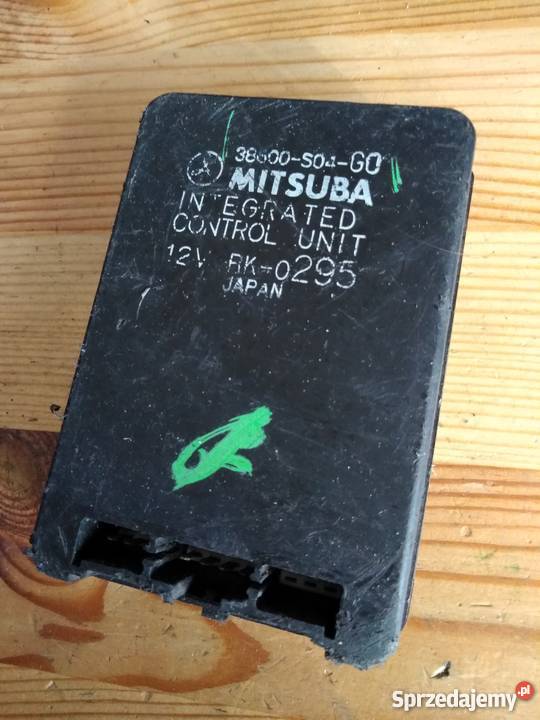 38600-S04-G0
MITSUBA
INTEGRATED
CONTROL UNIT
12V RK-0295
JAPAN
Sprzedajemy.pl